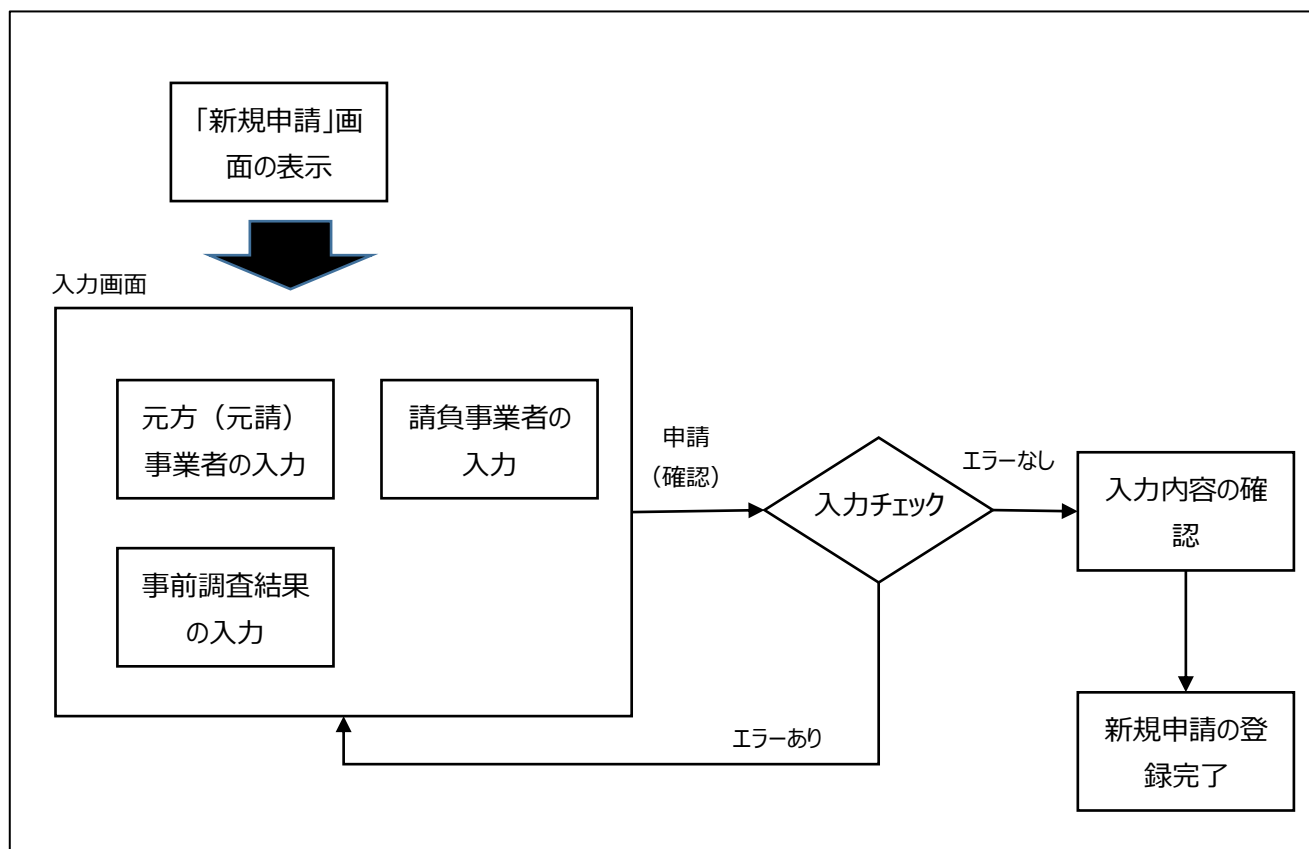 「新規申請」画
面の表示
入力画面
元方（元請）
事業者の入力
請負事業者の
入力
事前調査結果
の入力
申請
（確認）
入力チェック
エラーなし
エラーあり
入力内容の確
認
新規申請の登
録完了